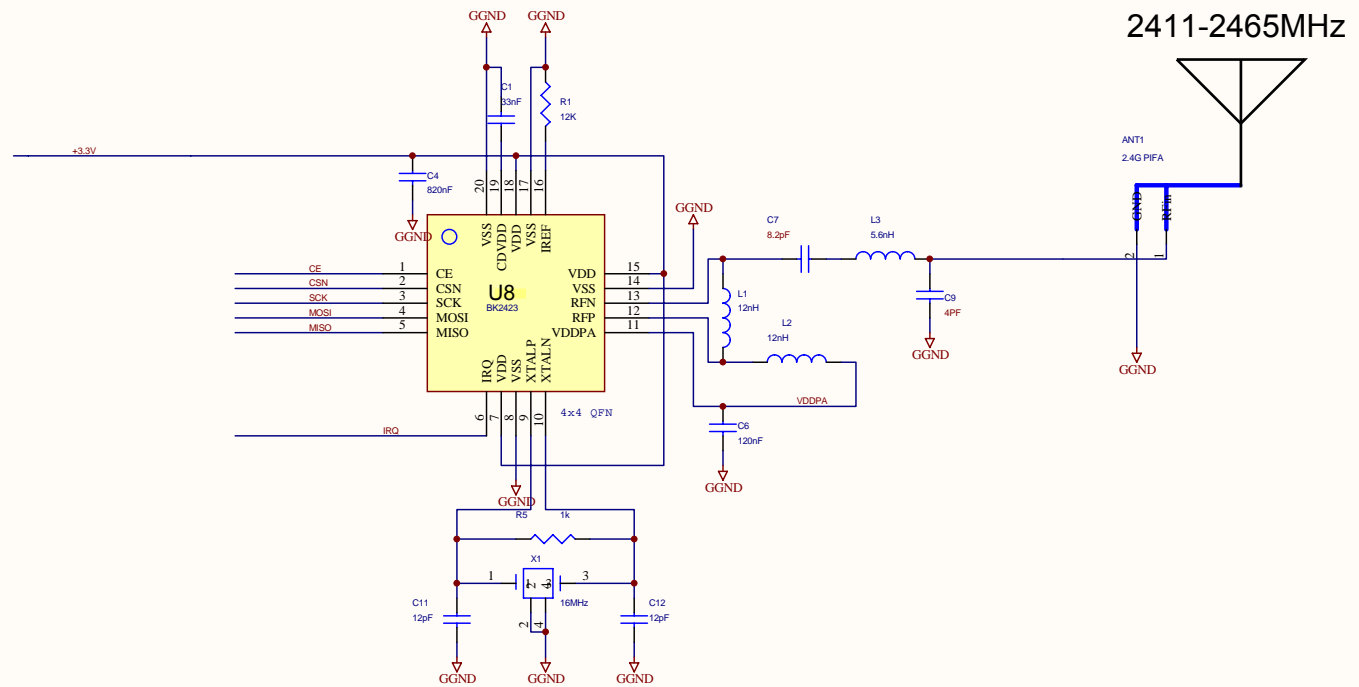 2411-2465MHz
GGND
GGND
C1
33nF
R1
12K
+3.3V
C4
820nF
GGND
20
19
18
17
16
VSS
CDVDD
VDD
VSS
IREF
ANT1
2.4G PIFA
GND
RFin
2
1
GGND
CE
1
CE
CSN
2
CSN
SCK
3
SCK
MOSI
4
MOSI
MISO
5
MISO
U8
BK2423
VDD
15
VSS
14
RFN
13
RFP
12
VDDPA
11
IRQ
VDD
VSS
XTALP
XTALN
6
7
8
9
10
4x4 QFN
GGND
C7
8.2pF
L3
5.6nH
L1
12nH
L2
12nH
C9
4PF
GGND
VDDPA
C6
120nF
GGND
GGND
IRQ
GGND
R5
1k
X1
1
2
4
3
16MHz
2
4
C11
12pF
C12
12pF
GGND
GGND
GGND